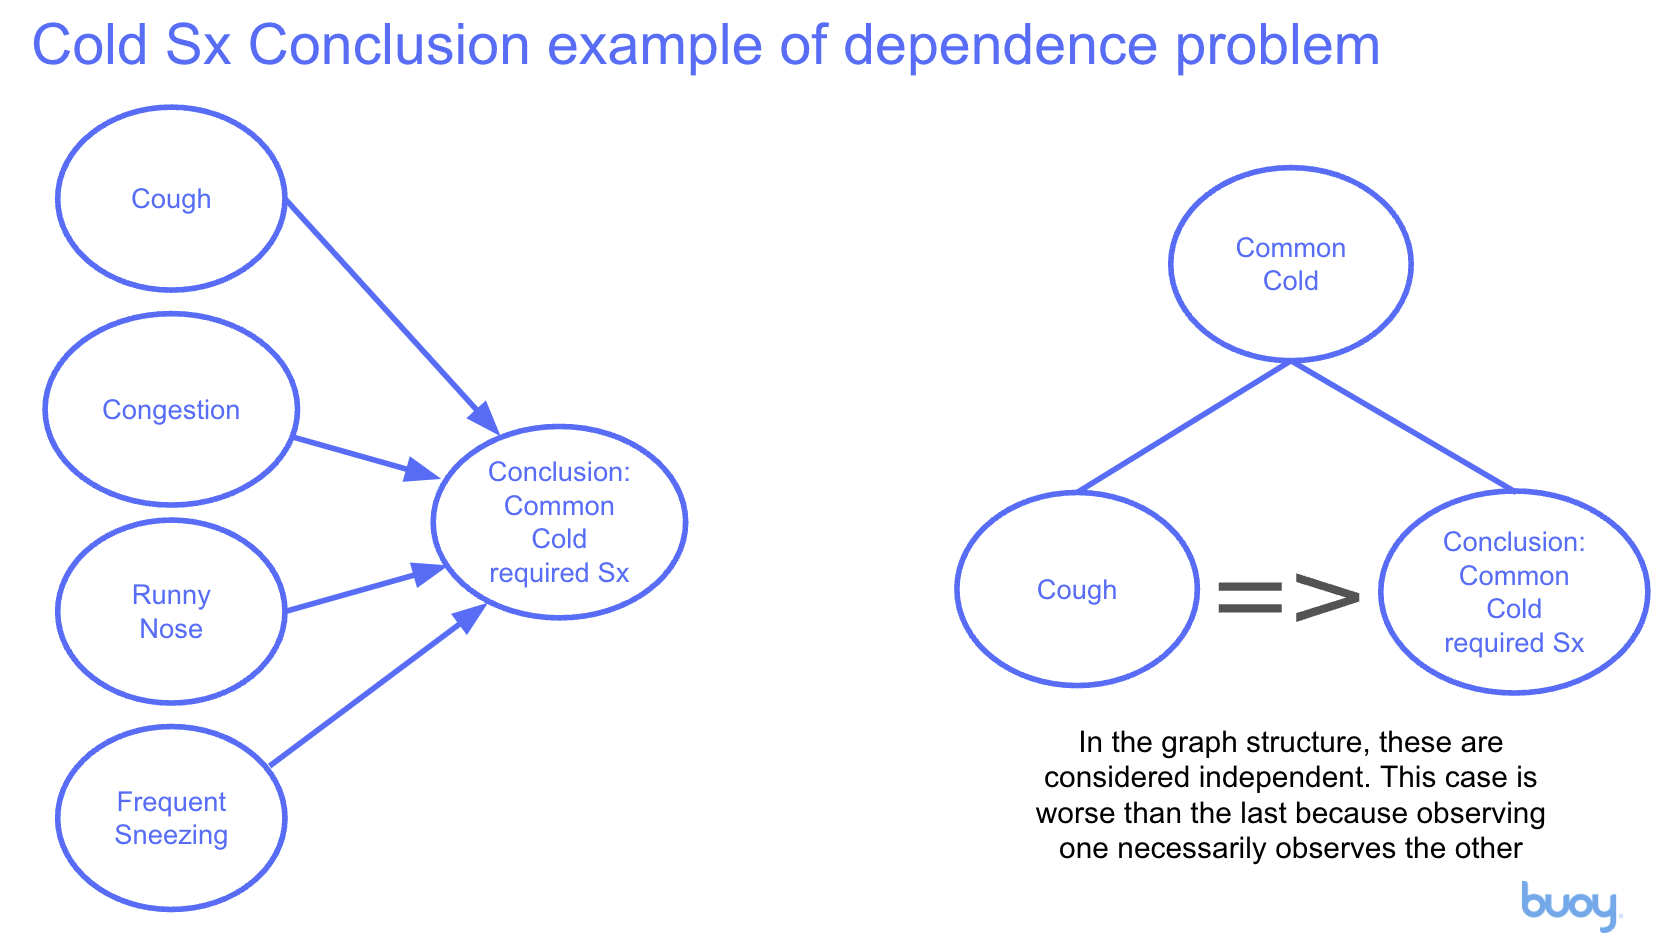 Cold Sx Conclusion example of dependence problem
Cough
Congestion
Runny
Nose
Frequent
Sneezing
Conclusion:
Common
Cold
required Sx
Common
Cold
Cough
=>
Conclusion:
Common
Cold
required Sx
In the graph structure, these are
considered independent. This case is
worse than the last because observing
one necessarily observes the other
buoy